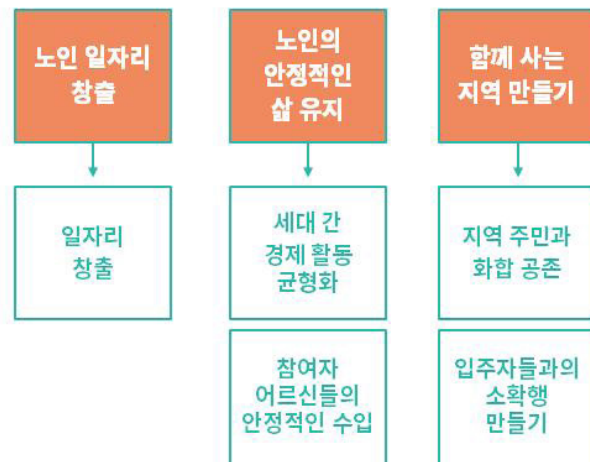 노인 일자리
창출
노인의
안정적인
삶 유지
함께 사는
지역 만들기
일자리
창출
세대 간
경제 활동
균형화
지역 주민과
화합 공존
참여자
어르신들의
안정적인 수입
입주자들과의
소확행
만들기